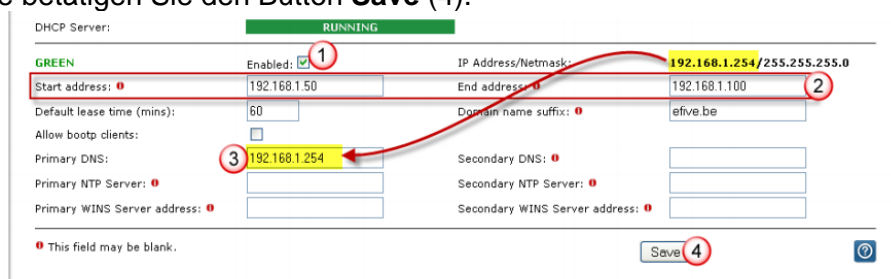 e betätigen Sie den Button Save (4).
DHCP Server: RUNNING
GREEN Enabled: 1 IP Address/Netmask: 192.168.1.254/255.255.255.0
Start address: 192.168.1.50 End address: 192.168.1.100 2
Default lease time (mins): 60 Domain name suffix: efive.be
Allow bootp clients:
Primary DNS: 3 192.168.1.254 Secondary DNS:
Primary NTP Server: Secondary NTP Server:
Primary WINS Server address: Secondary WINS Server address:
This field may be blank. Save 4